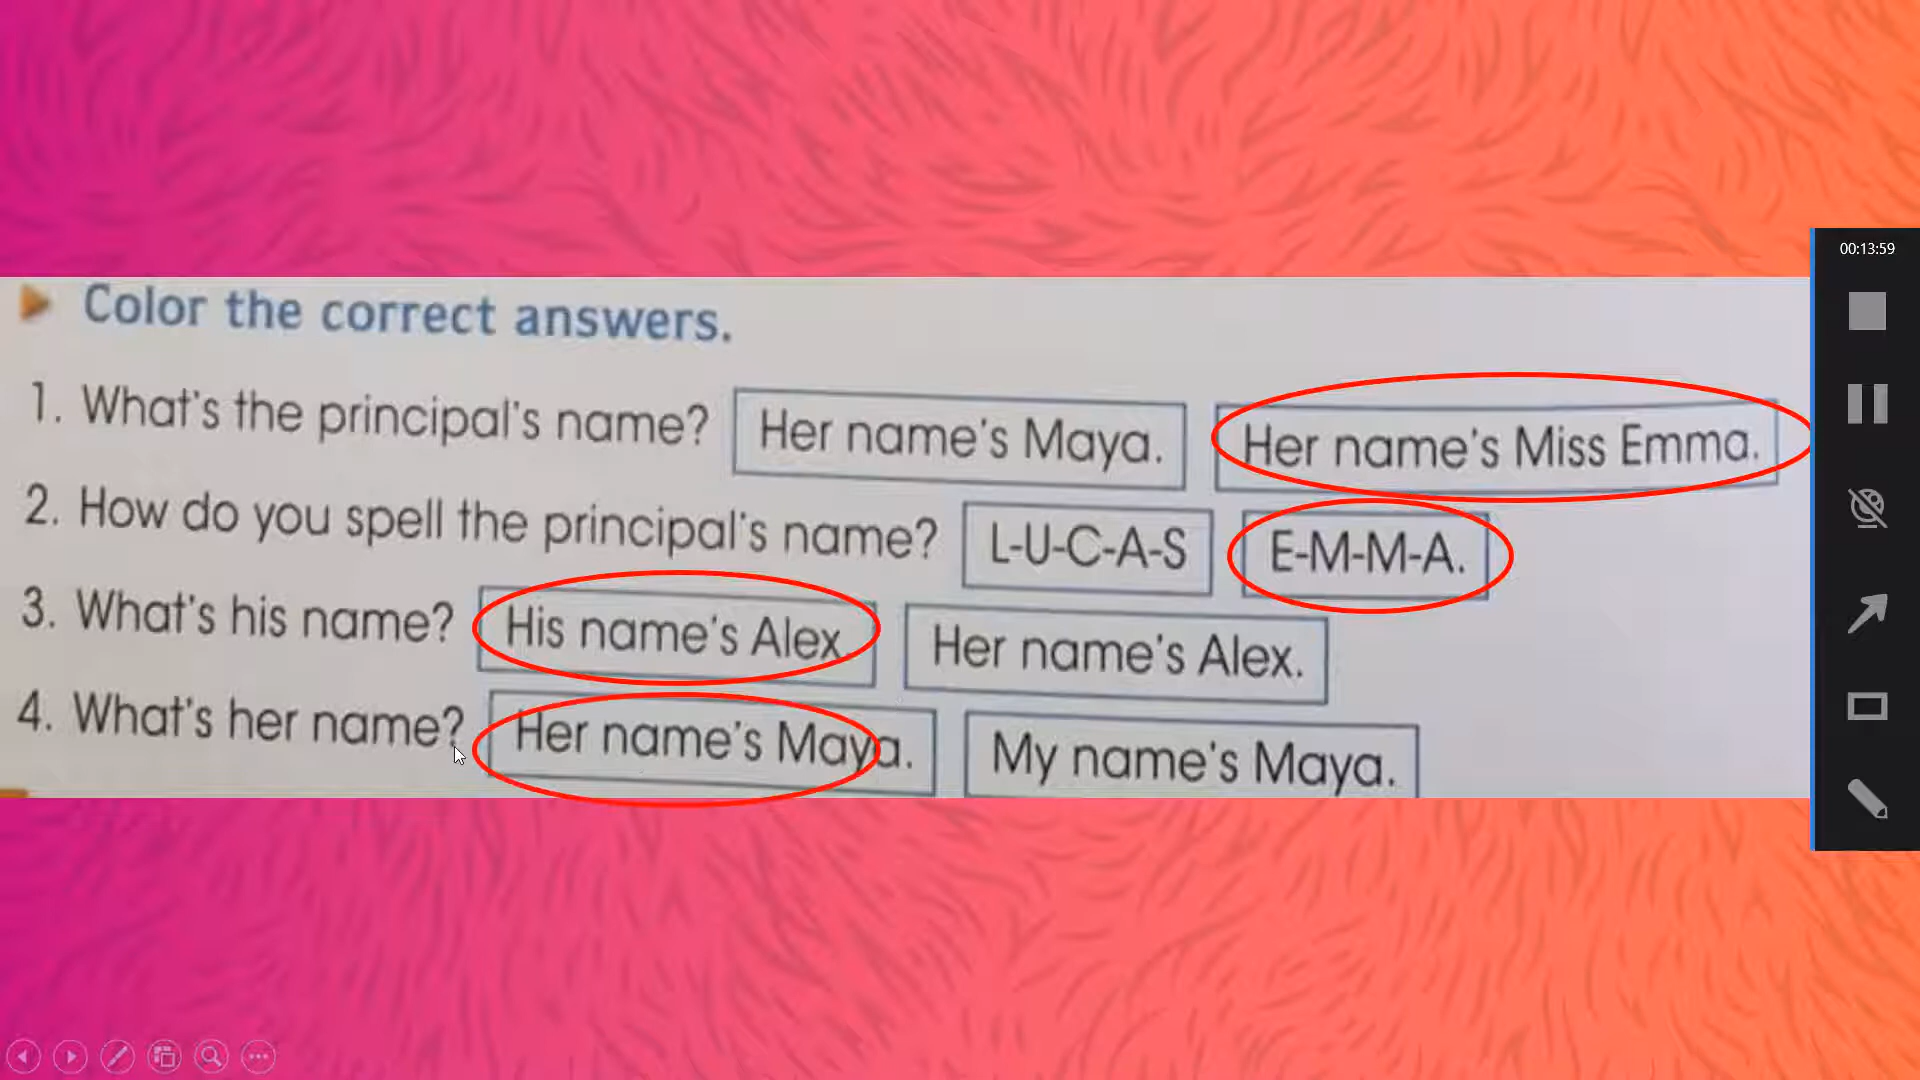 00:13:59
Color the correct answers.
1. What's the principal's name? Her name's Maya. Her name's Miss Emma.
2. How do you spell the principal's name? L-U-C-A-S E-M-M-A.
3. What's his name? His name's Alex. Her name's Alex.
4. What's her name? Her name's Maya. My name's Maya.